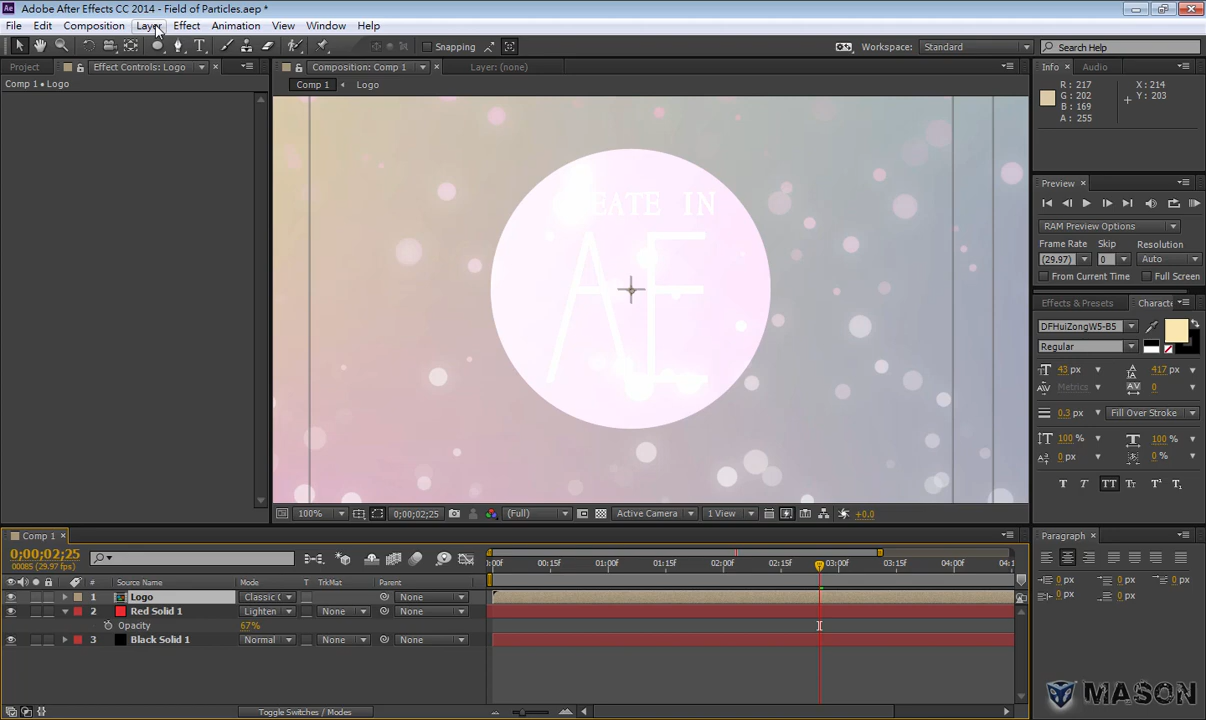 Adobe After Effects CC 2014 - Field of Particles.aep *
File Edit Composition Layer Effect Animation View Window Help
Snapping Workspace: Standard Search Help
Project Effect Controls: Logo Composition: Comp 1 Layer: (none) Info Audio
Comp 1 • Logo
Comp 1 Logo
R: 217
G: 202
B: 169
A: 255
X: 214
Y: 203
EATE IN
AE
Preview
RAM Preview Options
Frame Rate Skip Resolution
(29.97) 0 Auto
From Current Time Full Screen
Effects & Presets Characte
DFHuiZongW5-B5
Regular
43 px 417 px
Metrics 0
0.3 px Fill Over Stroke
100 % 100 %
0 px 0 %
T T TT Tr T¹ T₁
100% 0;00;02;25 (Full) Active Camera 1 View +0.0
Comp 1
0;00;02;25
00085 (29.97 fps)
:00f 00:15f 01:00f 01:15f 02:00f 02:15f 03:00f 03:15f 04:00f 04:1
# Source Name Mode T TrkMat Parent
1 Logo Classic C None
2 Red Solid 1 Lighten None None
Opacity 67%
3 Black Solid 1 Normal None None
Toggle Switches / Modes
Paragraph
0 px 0 px 0 px
0 px 0 px
MASON